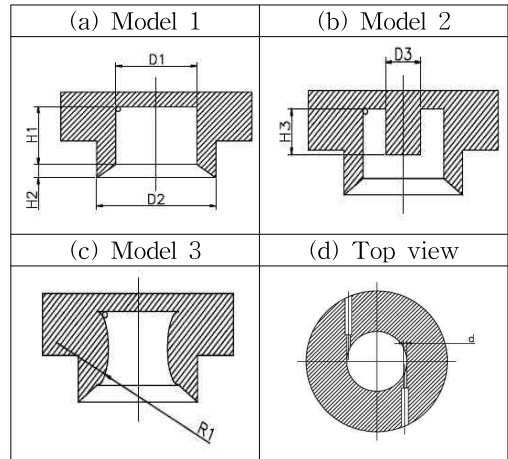 (a) Model 1
(b) Model 2
D1
H1
H2
D2
D3
H3
(c) Model 3
(d) Top view
R1
d